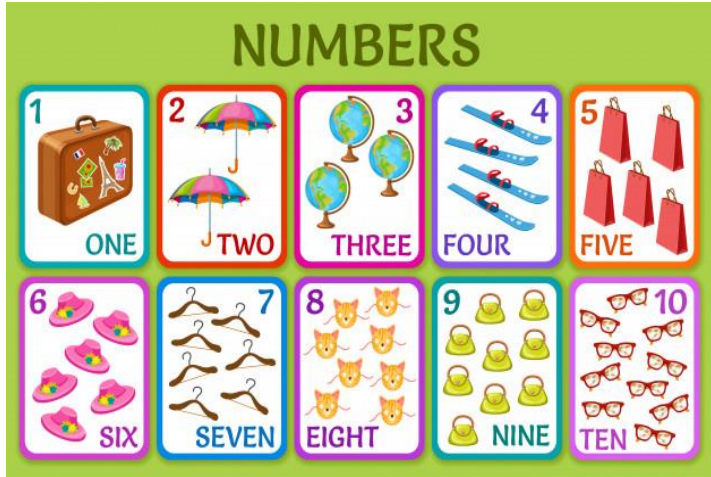 NUMBERS
1
ONE
2
TWO
3
THREE
4
FOUR
5
FIVE
6
SIX
7
SEVEN
8
EIGHT
9
NINE
10
TEN